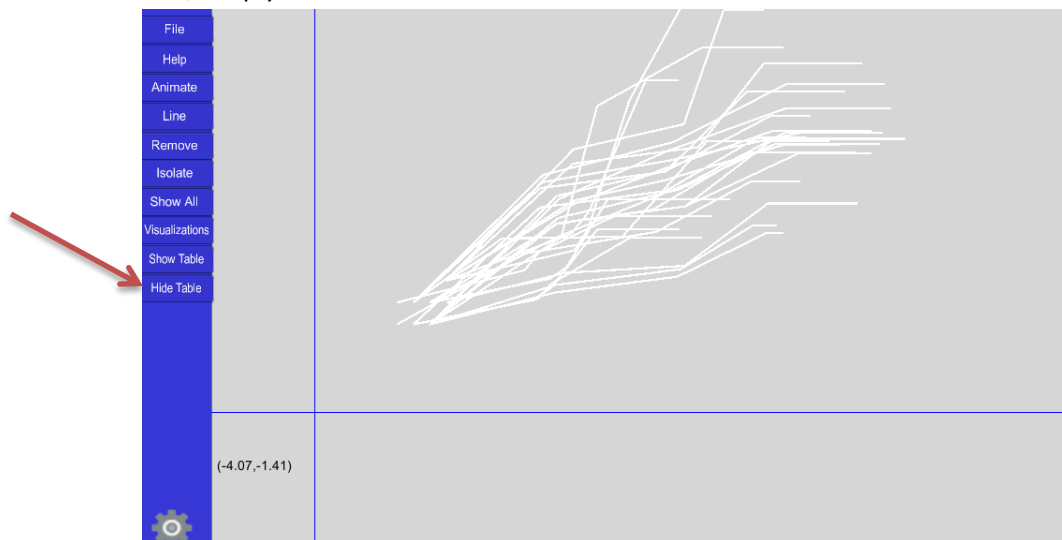 File
Help
Animate
Line
Remove
Isolate
Show All
Visualizations
Show Table
Hide Table
(-4.07,-1.41)